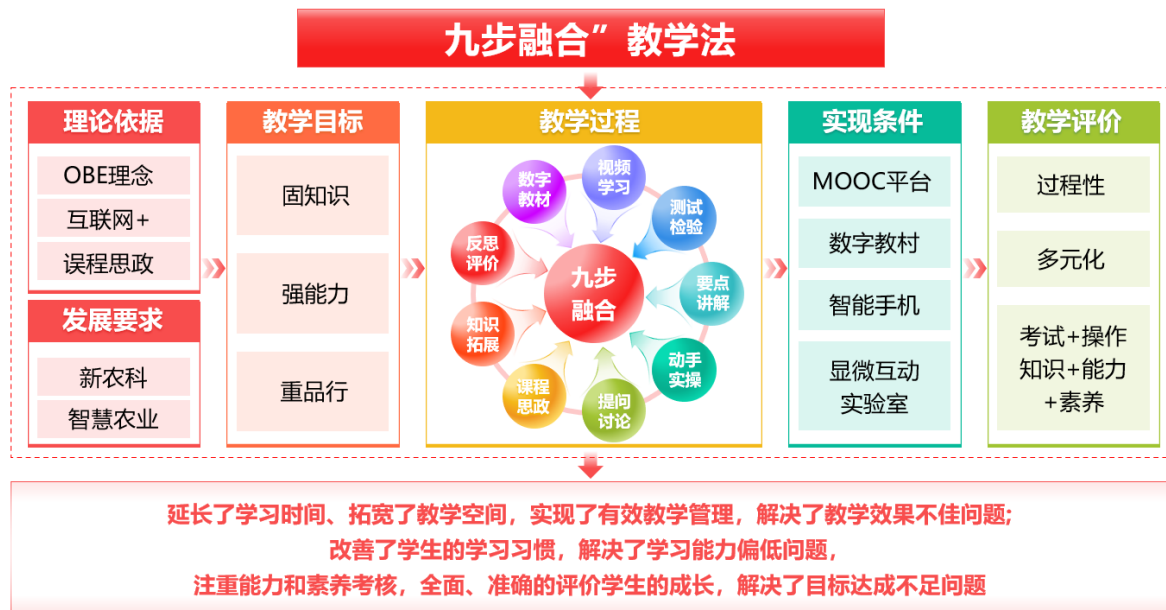 九步融合”教学法
理论依据
OBE理念
互联网+
误程思政
发展要求
新农科
智慧农业
教学目标
固知识
强能力
重品行
教学过程
数字
教材
视频
学习
测试
检验
要点
讲解
动手
实操
提问
讨论
课程
思政
知识
拓展
反思
评价
九步
融合
实现条件
MOOC平台
数字教村
智能手机
显微互动
实验室
教学评价
过程性
多元化
考试+操作
知识+能力
+素养
延长了学习时间、拓宽了教学空间，实现了有效教学管理，解决了教学效果不佳问题;
改善了学生的学习习惯，解决了学习能力偏低问题，
注重能力和素养考核，全面、准确的评价学生的成长，解决了目标达成不足问题